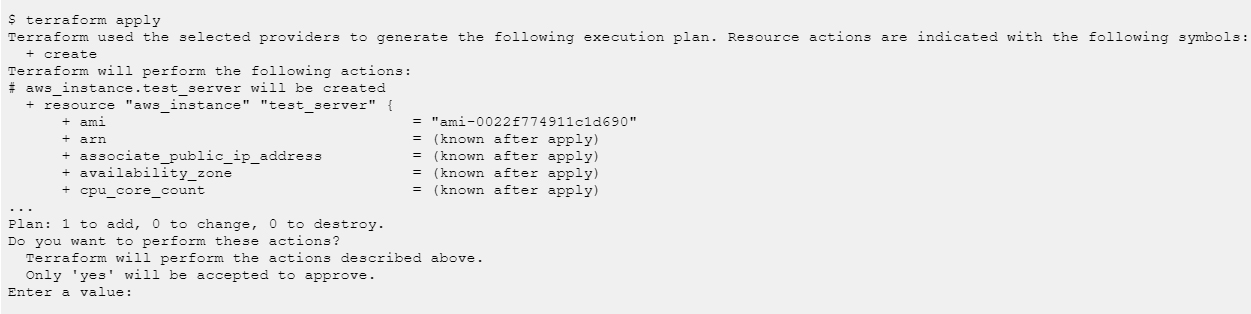 $ terraform apply
Terraform used the selected providers to generate the following execution plan. Resource actions are indicated with the following symbols:
  + create
Terraform will perform the following actions:
# aws_instance.test_server will be created
  + resource "aws_instance" "test_server" {
      + ami                                  = "ami-0022f774911c1d690"
      + arn                                  = (known after apply)
      + associate_public_ip_address          = (known after apply)
      + availability_zone                    = (known after apply)
      + cpu_core_count                       = (known after apply)
...
Plan: 1 to add, 0 to change, 0 to destroy.
Do you want to perform these actions?
  Terraform will perform the actions described above.
  Only 'yes' will be accepted to approve.
Enter a value: